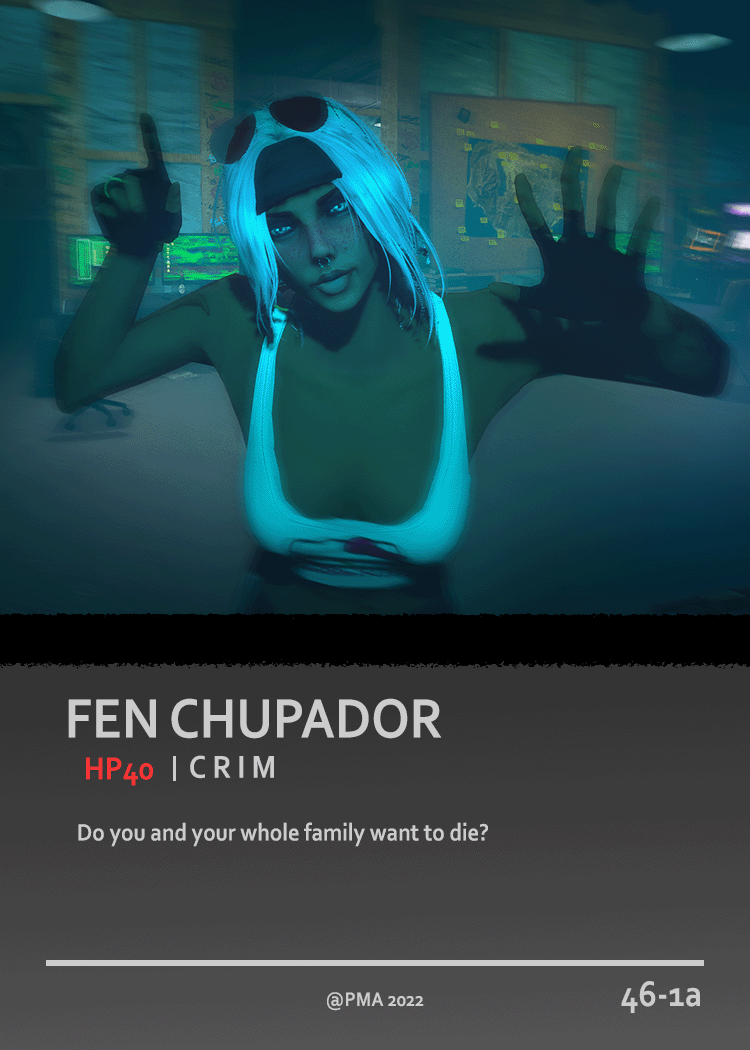 FEN CHUPADOR
HP40 | CRIM
Do you and your whole family want to die?
@PMA 2022
46-1a